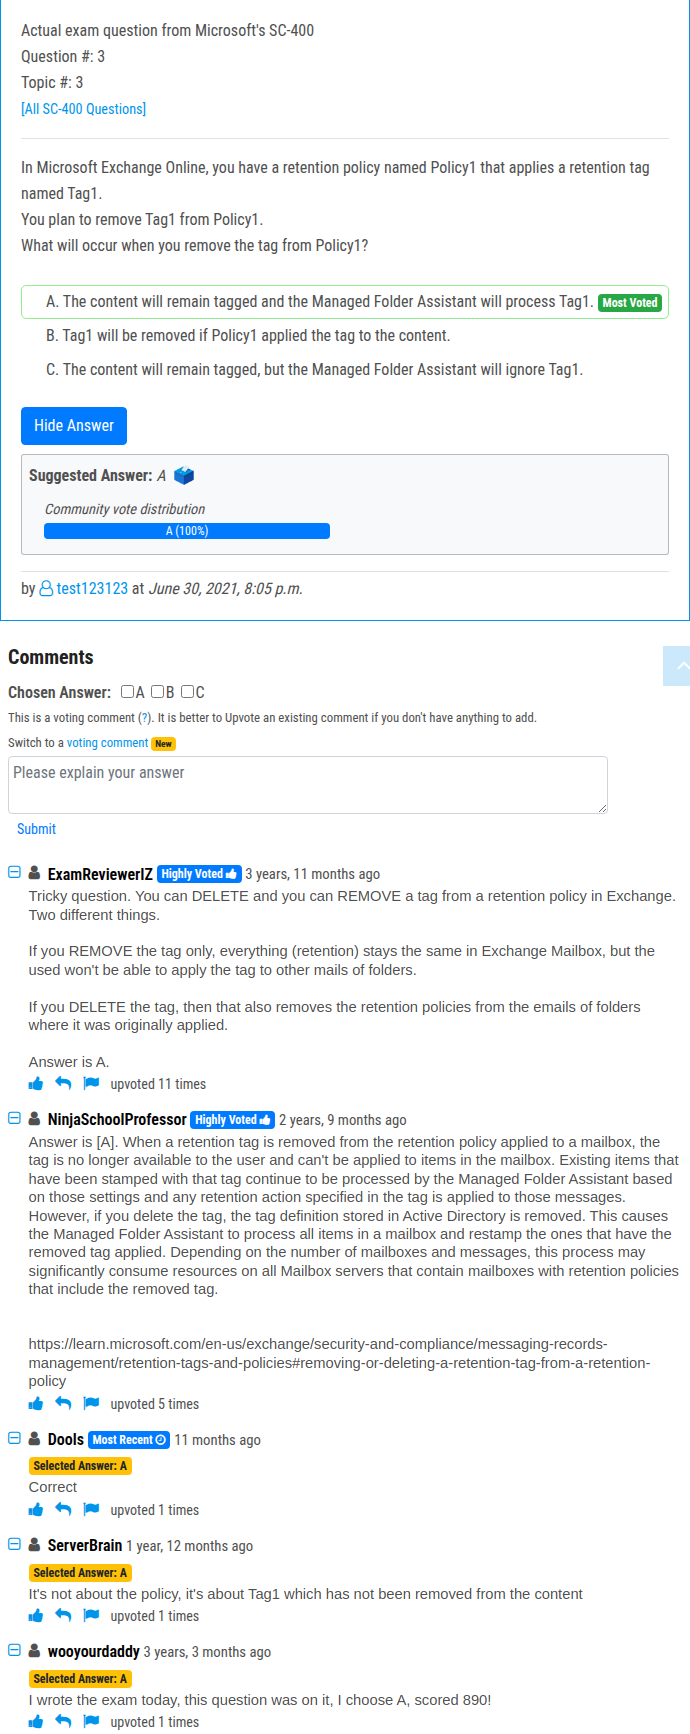 Actual exam question from Microsoft's SC-400
Question #: 3
Topic #: 3
[All SC-400 Questions]
In Microsoft Exchange Online, you have a retention policy named Policy1 that applies a retention tag
named Tag1.
You plan to remove Tag1 from Policy1.
What will occur when you remove the tag from Policy1?
A. The content will remain tagged and the Managed Folder Assistant will process Tag1. Most Voted
B. Tag1 will be removed if Policy1 applied the tag to the content.
C. The content will remain tagged, but the Managed Folder Assistant will ignore Tag1.
Hide Answer
Suggested Answer: A
Community vote distribution
A (100%)
by test123123 at June 30, 2021, 8:05 p.m.
Comments
Chosen Answer: A B C
This is a voting comment (?). It is better to Upvote an existing comment if you don't have anything to add.
Switch to a voting comment New
Please explain your answer
Submit
ExamReviewerIZ Highly Voted 3 years, 11 months ago
Tricky question. You can DELETE and you can REMOVE a tag from a retention policy in Exchange.
Two different things.
If you REMOVE the tag only, everything (retention) stays the same in Exchange Mailbox, but the
used won't be able to apply the tag to other mails of folders.
If you DELETE the tag, then that also removes the retention policies from the emails of folders
where it was originally applied.
Answer is A.
upvoted 11 times
NinjaSchoolProfessor Highly Voted 2 years, 9 months ago
Answer is [A]. When a retention tag is removed from the retention policy applied to a mailbox, the
tag is no longer available to the user and can't be applied to items in the mailbox. Existing items that
have been stamped with that tag continue to be processed by the Managed Folder Assistant based
on those settings and any retention action specified in the tag is applied to those messages.
However, if you delete the tag, the tag definition stored in Active Directory is removed. This causes
the Managed Folder Assistant to process all items in a mailbox and restamp the ones that have the
removed tag applied. Depending on the number of mailboxes and messages, this process may
significantly consume resources on all Mailbox servers that contain mailboxes with retention policies
that include the removed tag.
https://learn.microsoft.com/en-us/exchange/security-and-compliance/messaging-records-
management/retention-tags-and-policies#removing-or-deleting-a-retention-tag-from-a-retention-
policy
upvoted 5 times
Dools Most Recent 11 months ago
Selected Answer: A
Correct
upvoted 1 times
ServerBrain 1 year, 12 months ago
Selected Answer: A
It's not about the policy, it's about Tag1 which has not been removed from the content
upvoted 1 times
wooyourdaddy 3 years, 3 months ago
Selected Answer: A
I wrote the exam today, this question was on it, I choose A, scored 890!
upvoted 1 times